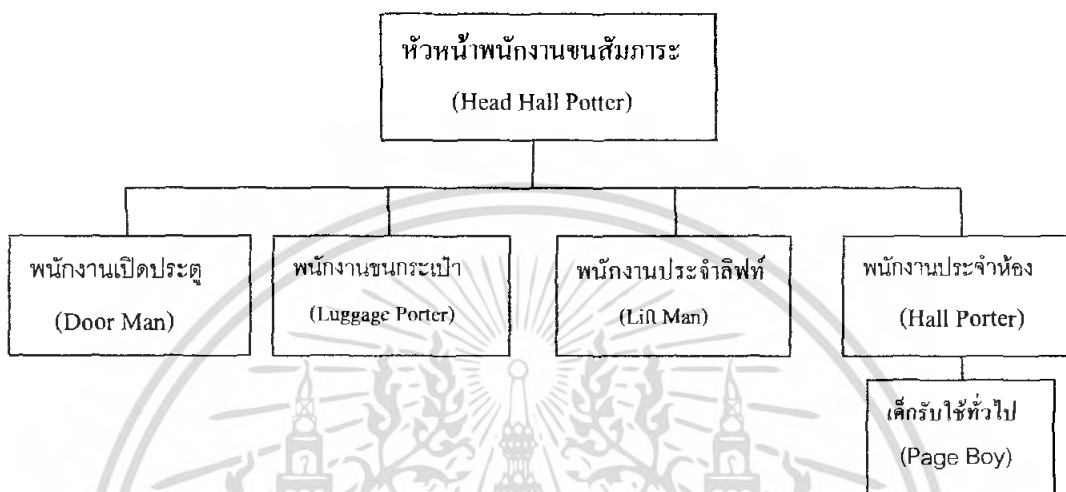 หัวหน้าพนักงานขนสัมภาระ
(Head Hall Potter)
พนักงานเปิดประตู
(Door Man)
พนักงานขนกระเป๋า
(Luggage Porter)
พนักงานประจำลิฟท์
(Lift Man)
พนักงานประจำห้อง
(Hall Porter)
เด็กรับใช้ทั่วไป
(Page Boy)